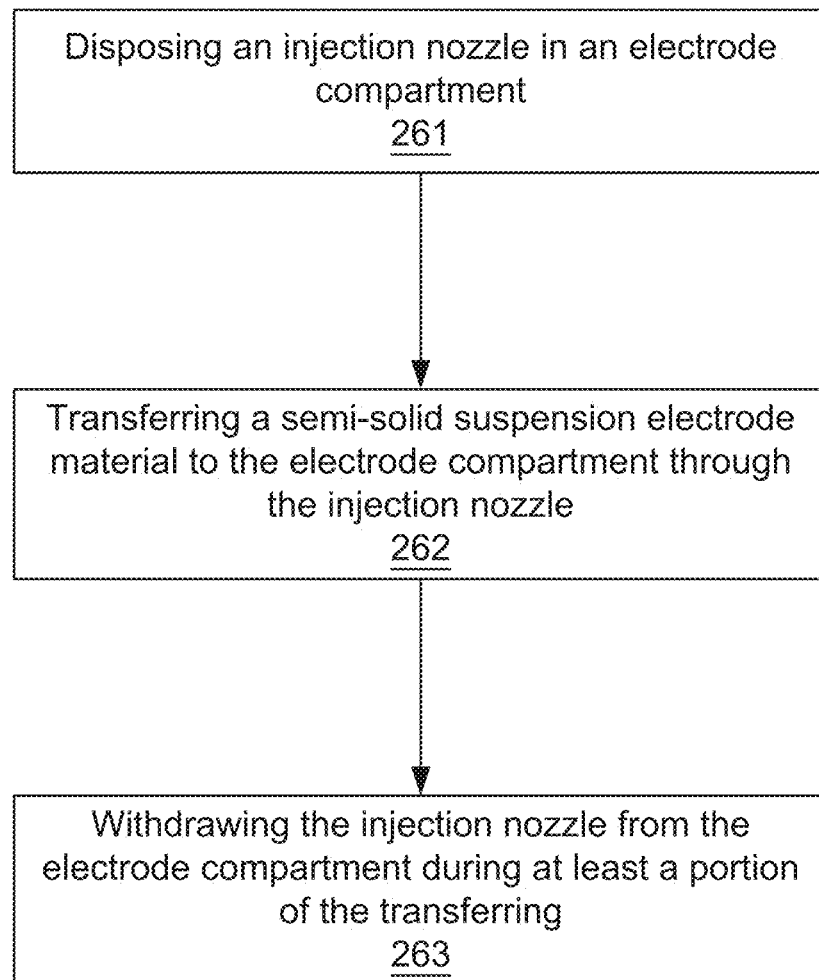 Disposing an injection nozzle in an electrode
compartment
261
Transferring a semi-solid suspension electrode
material to the electrode compartment through
the injection nozzle
262
Withdrawing the injection nozzle from the
electrode compartment during at least a portion
of the transferring
263